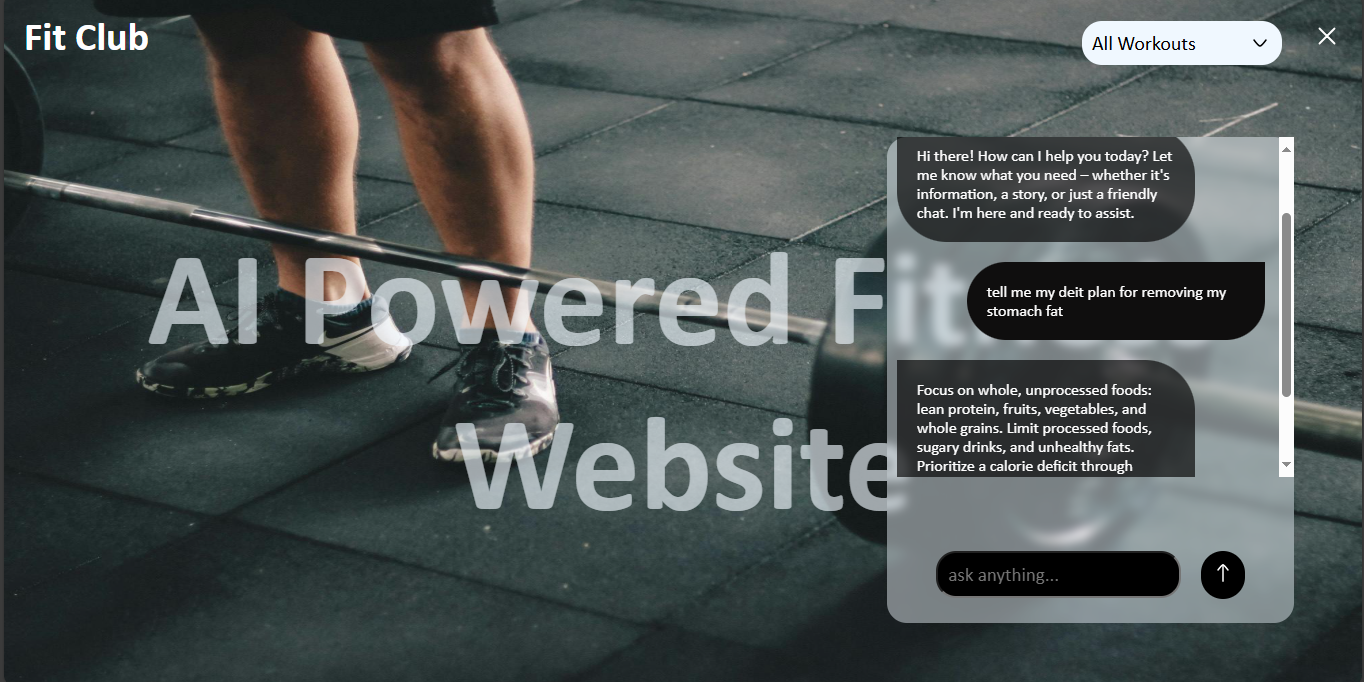 Fit Club
All Workouts
Hi there! How can I help you today? Let
me know what you need – whether it's
information, a story, or just a friendly
chat. I'm here and ready to assist.
tell me my deit plan for removing my
stomach fat
AI Powered Fitness
Website
Focus on whole, unprocessed foods:
lean protein, fruits, vegetables, and
whole grains. Limit processed foods,
sugary drinks, and unhealthy fats.
Prioritize a calorie deficit through
ask anything...